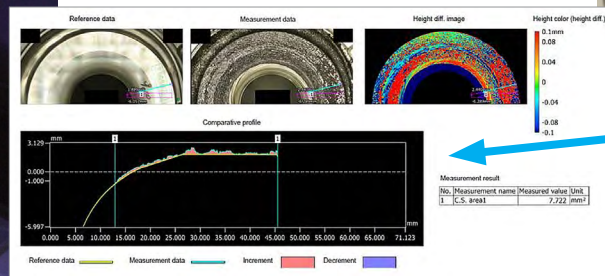 Reference data
Measurement data
Height diff. image
Height color (height diff.)
0.1mm
0.08
0.04
0
-0.04
-0.08
-0.1
1
1
1
Comparative profile
mm
3.129
0.000
-1.000
-5.997
1
1
mm
0.000 5.000 10.000 15.000 20.000 25.000 30.000 35.000 40.000 45.000 50.000 55.000 60.000 65.000 71.123
Measurement result
No. Measurement name Measured value Unit
1 C.S. area1 7.722 mm²
Reference data
Measurement data
Increment
Decrement